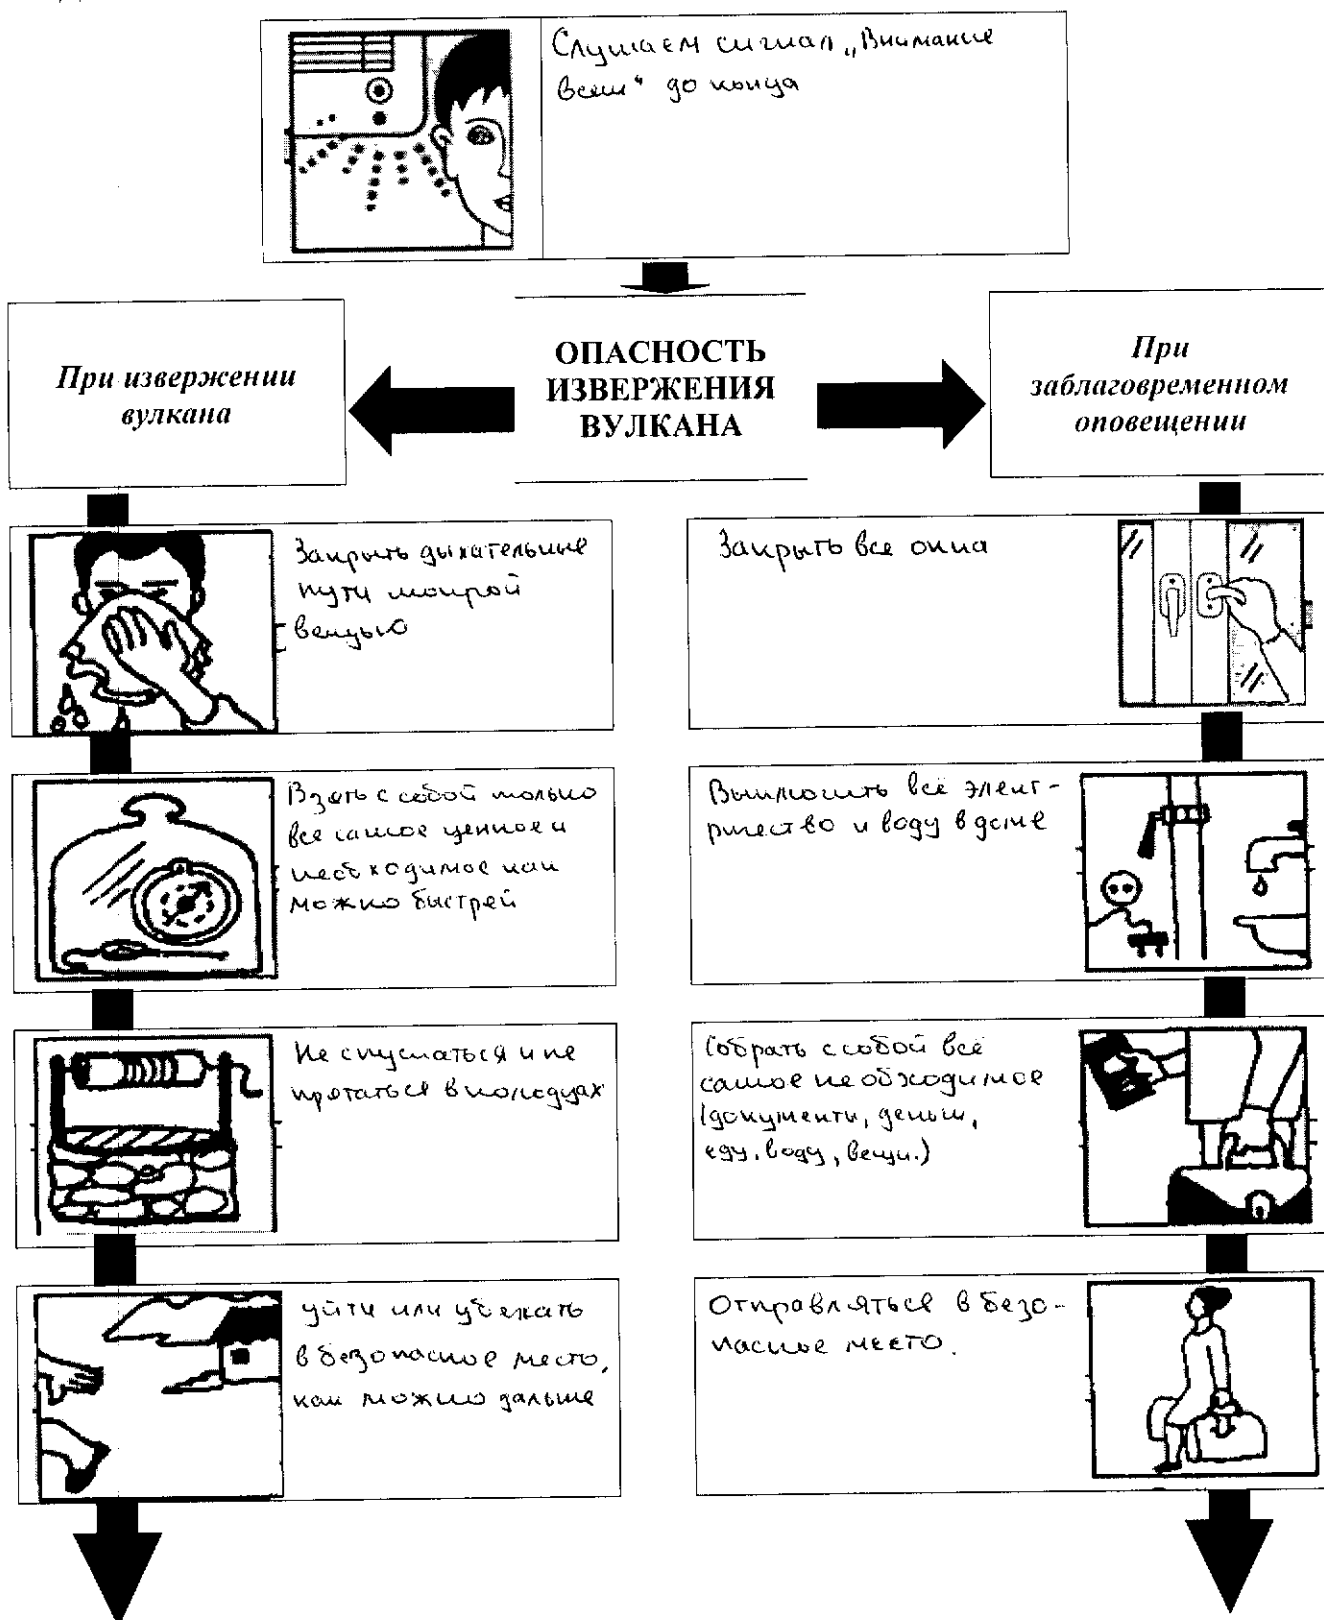 Слушаем сигнал „Внимание
всем“ до конца
ОПАСНОСТЬ
ИЗВЕРЖЕНИЯ
ВУЛКАНА
При извержении
вулкана
Закрыть дыхательные
пути мокрой
вещью
Взять с собой только
все самое ценное и
необходимое как
можно быстрей
Не спускаться и не
прятаться в колодцах
уйти или убежать
в безопасное место,
как можно дальше
При
заблаговременном
оповещении
Закрыть все окна
Выключить всё элект-
ричество и воду в доме
Собрать с собой всё
самое необходимое
(документы, деньги,
еду, воду, вещи.)
Отправляться в безо-
пасное место.